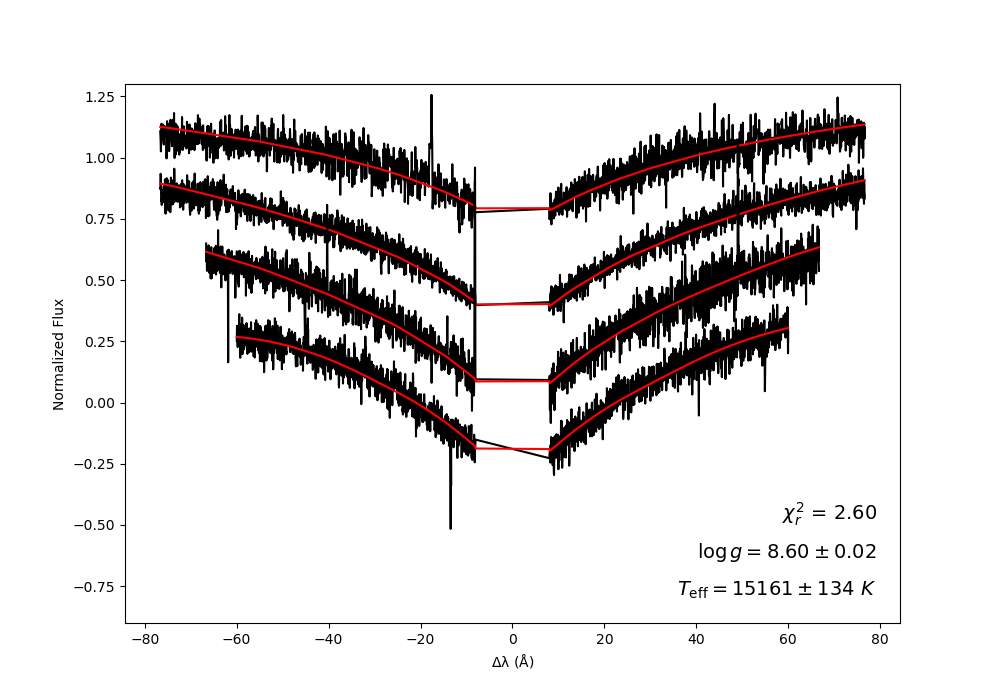 1.25
1.00
0.75
0.50
0.25
0.00
−0.25
−0.50
−0.75
Normalized Flux
χ_r^2 = 2.60
log g = 8.60 ± 0.02
T_eff = 15161 ± 134 K
−80 −60 −40 −20 0 20 40 60 80
Δλ (Å)